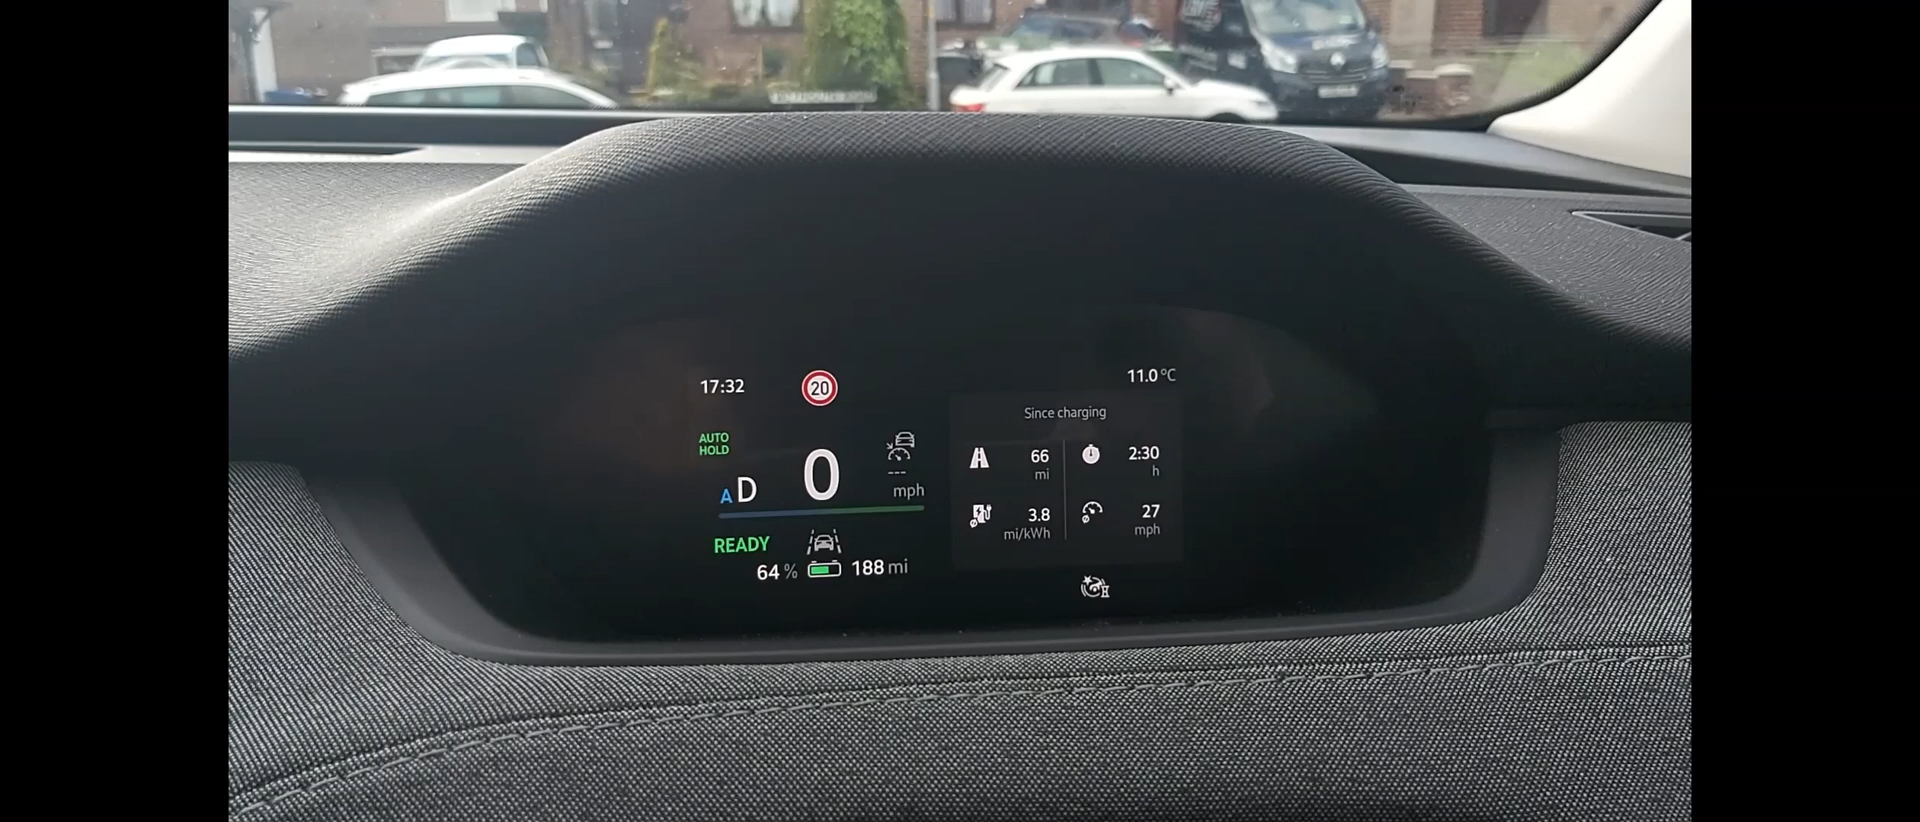 17:32
20
11.0 °C
Since charging
AUTO
HOLD
66
mi
2:30
h
A D
0
---
mph
3.8
mi/kWh
27
mph
READY
64 %
188 mi